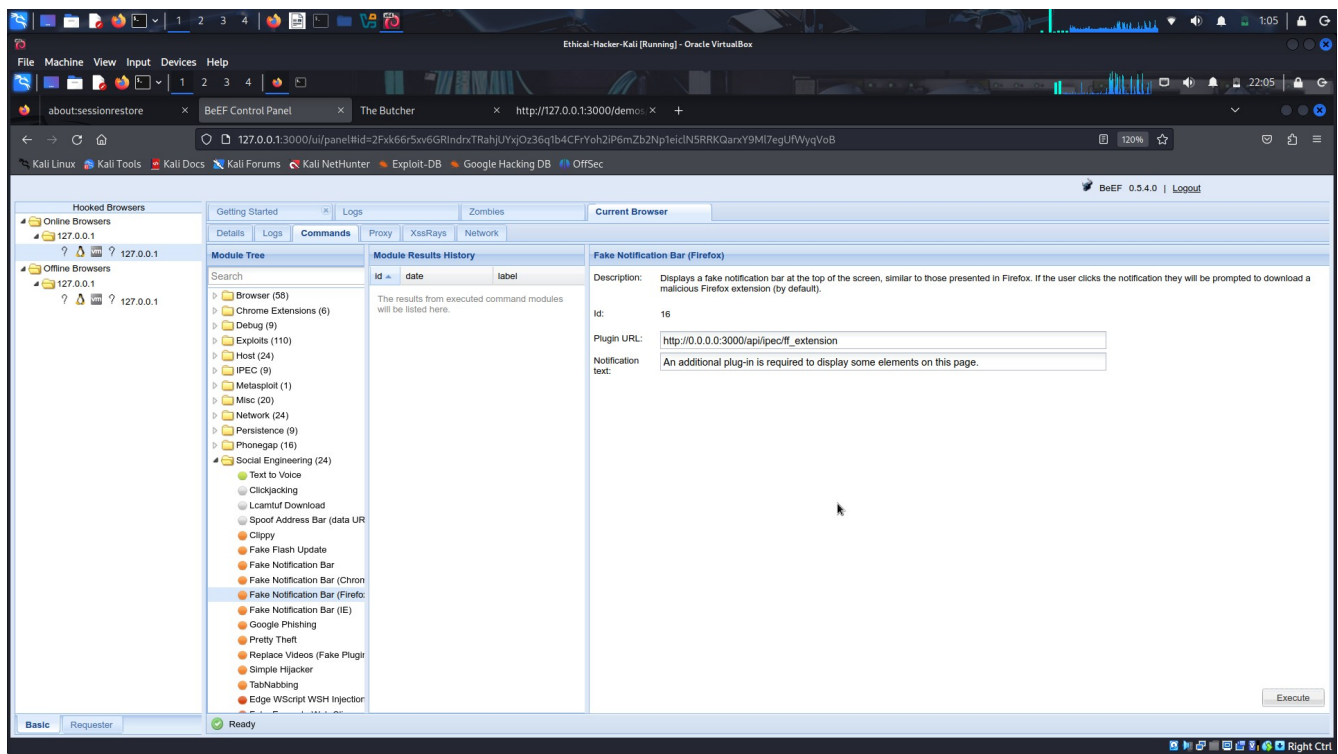 1 2 3 4
1:05
Ethical-Hacker-Kali [Running] - Oracle VirtualBox
File Machine View Input Devices Help
1 2 3 4
22:05
about:sessionrestore
BeEF Control Panel
The Butcher
http://127.0.0.1:3000/demos
127.0.0.1:3000/ui/panel#id=2Fxk66r5xv6GRIndrxTRahjUYxjOz36q1b4CFrYoh2iP6mZb2Np1eiclN5RRKQarxY9Ml7egUfWyqVoB
120%
Kali Linux Kali Tools Kali Docs Kali Forums Kali NetHunter Exploit-DB Google Hacking DB OffSec
BeEF 0.5.4.0 | Logout
Hooked Browsers
Online Browsers
127.0.0.1
? vm ? 127.0.0.1
Offline Browsers
127.0.0.1
? vm ? 127.0.0.1
Getting Started Logs Zombies Current Browser
Details Logs Commands Proxy XssRays Network
Module Tree
Search
Browser (58)
Chrome Extensions (6)
Debug (9)
Exploits (110)
Host (24)
IPEC (9)
Metasploit (1)
Misc (20)
Network (24)
Persistence (9)
Phonegap (16)
Social Engineering (24)
Text to Voice
Clickjacking
Lcamtuf Download
Spoof Address Bar (data UR
Clippy
Fake Flash Update
Fake Notification Bar
Fake Notification Bar (Chrom
Fake Notification Bar (Firefo
Fake Notification Bar (IE)
Google Phishing
Pretty Theft
Replace Videos (Fake Plugir
Simple Hijacker
TabNabbing
Edge WScript WSH Injection
Module Results History
id date label
The results from executed command modules
will be listed here.
Fake Notification Bar (Firefox)
Description: Displays a fake notification bar at the top of the screen, similar to those presented in Firefox. If the user clicks the notification they will be prompted to download a
malicious Firefox extension (by default).
Id: 16
Plugin URL: http://0.0.0.0:3000/api/ipec/ff_extension
Notification text: An additional plug-in is required to display some elements on this page.
Execute
Basic Requester
Ready
Right Ctrl